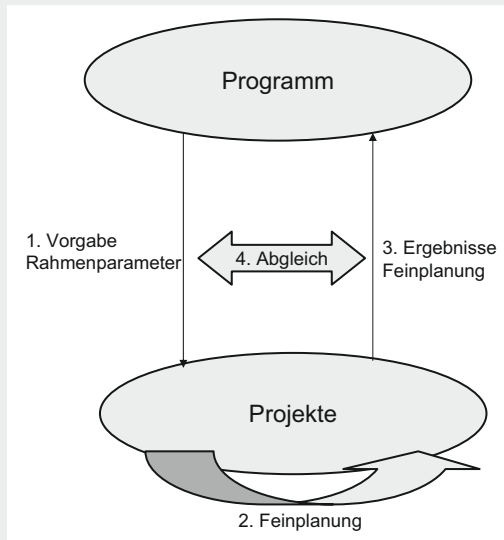 Programm
1. Vorgabe
Rahmenparameter
4. Abgleich
3. Ergebnisse
Feinplanung
Projekte
2. Feinplanung